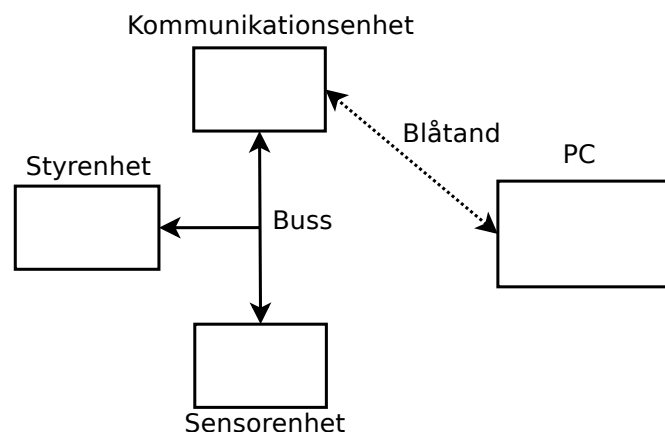 Kommunikationsenhet
Blåtand
PC
Styrenhet
Buss
Sensorenhet